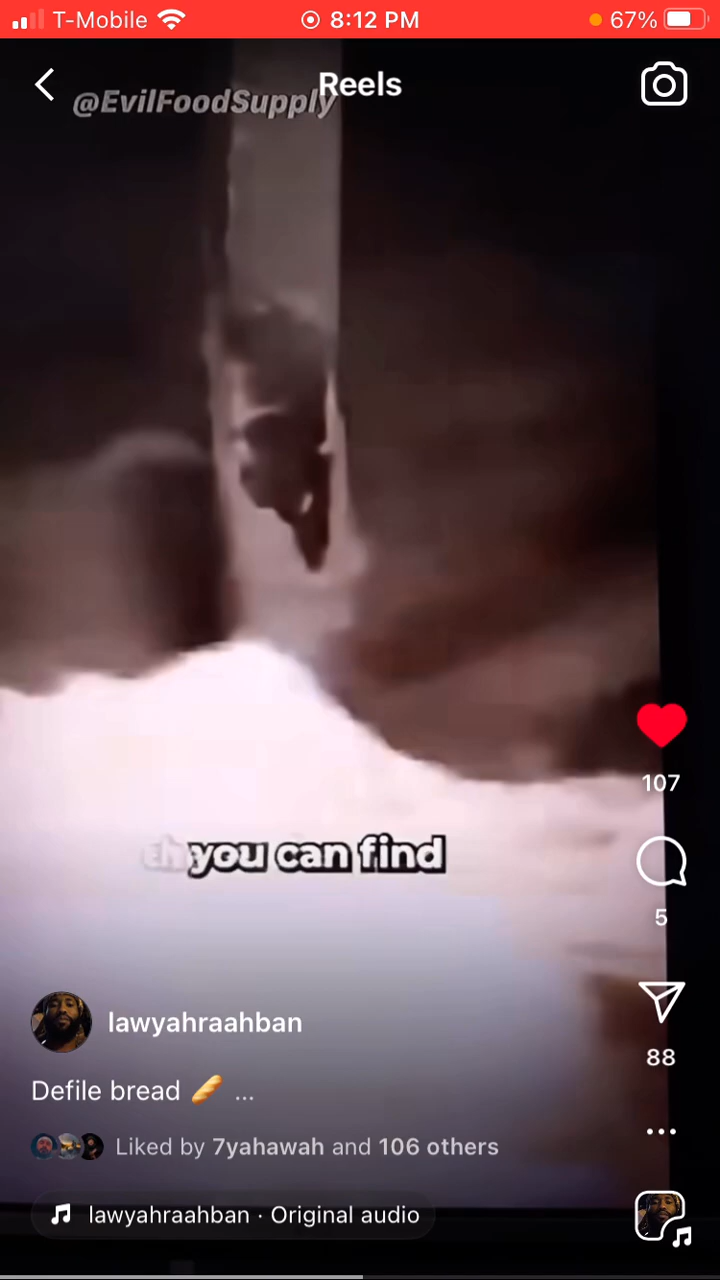 T-Mobile 8:12 PM 67%
Reels
@EvilFoodSupply
you can find
107
5
88
lawyahraahban
Defile bread 🥖 ...
Liked by 7yahawah and 106 others
lawyahraahban · Original audio